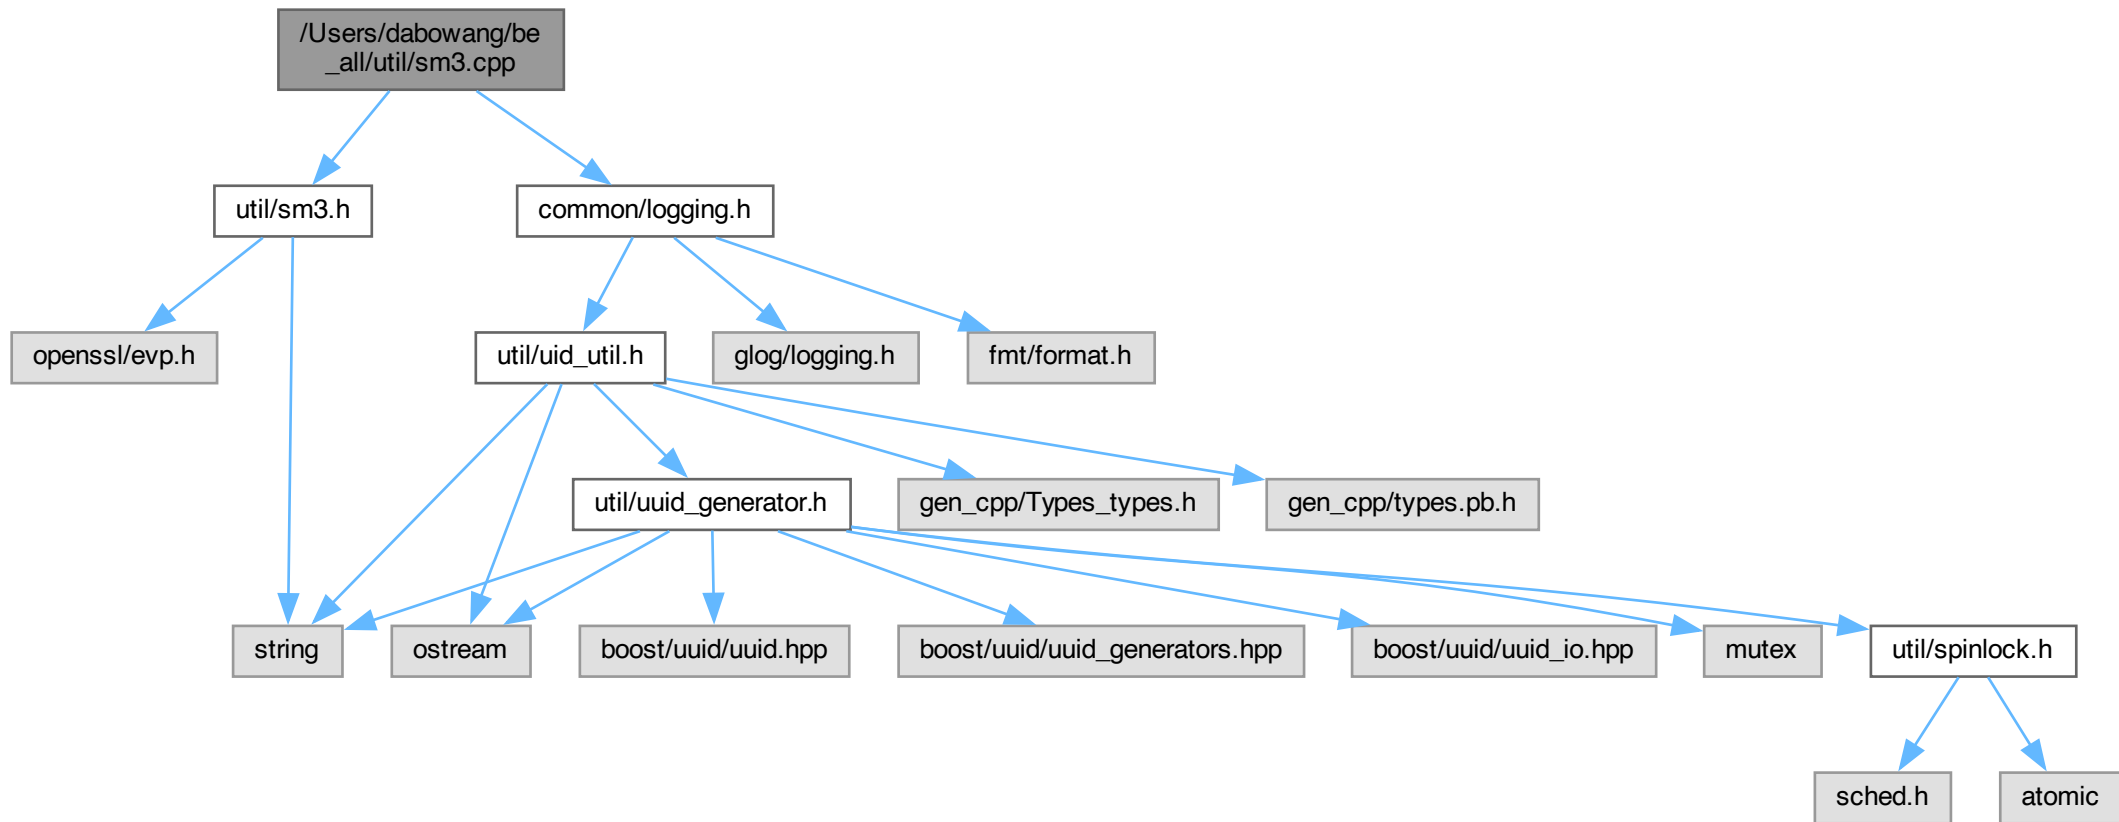 /Users/dabowang/be
_all/util/sm3.cpp
util/sm3.h
common/logging.h
openssl/evp.h
util/uid_util.h
glog/logging.h
fmt/format.h
util/uuid_generator.h
gen_cpp/Types_types.h
gen_cpp/types.pb.h
string
ostream
boost/uuid/uuid.hpp
boost/uuid/uuid_generators.hpp
boost/uuid/uuid_io.hpp
mutex
util/spinlock.h
sched.h
atomic